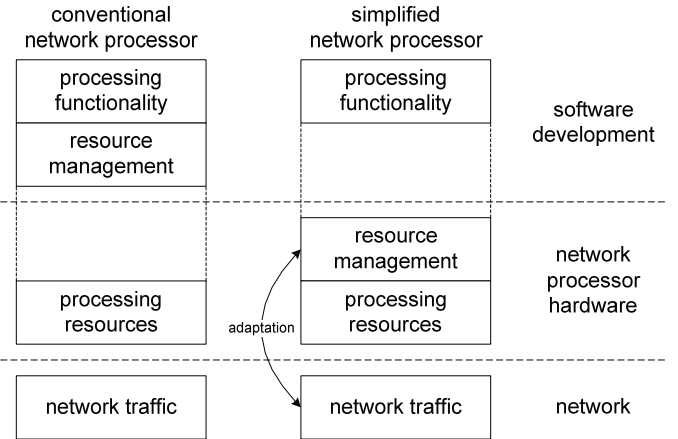 conventional
network processor
simplified
network processor
processing
functionality
processing
functionality
software
development
resource
management
resource
management
network
processor
hardware
processing
resources
adaptation
processing
resources
network traffic
network traffic
network